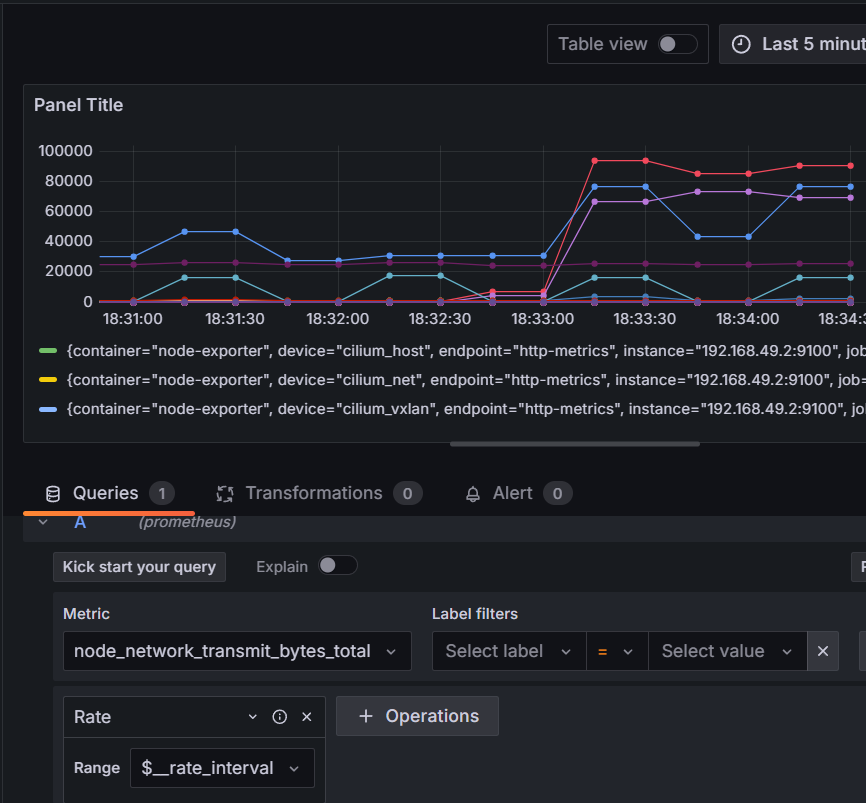 Table view
Last 5 minut
Panel Title
100000
80000
60000
40000
20000
0
18:31:00 18:31:30 18:32:00 18:32:30 18:33:00 18:33:30 18:34:00 18:34:3
{container="node-exporter", device="cilium_host", endpoint="http-metrics", instance="192.168.49.2:9100", job
{container="node-exporter", device="cilium_net", endpoint="http-metrics", instance="192.168.49.2:9100", job=
{container="node-exporter", device="cilium_vxlan", endpoint="http-metrics", instance="192.168.49.2:9100", jo
Queries 1 Transformations 0 Alert 0
A (prometheus)
Kick start your query Explain
Metric Label filters
node_network_transmit_bytes_total Select label = Select value
Rate + Operations
Range $__rate_interval